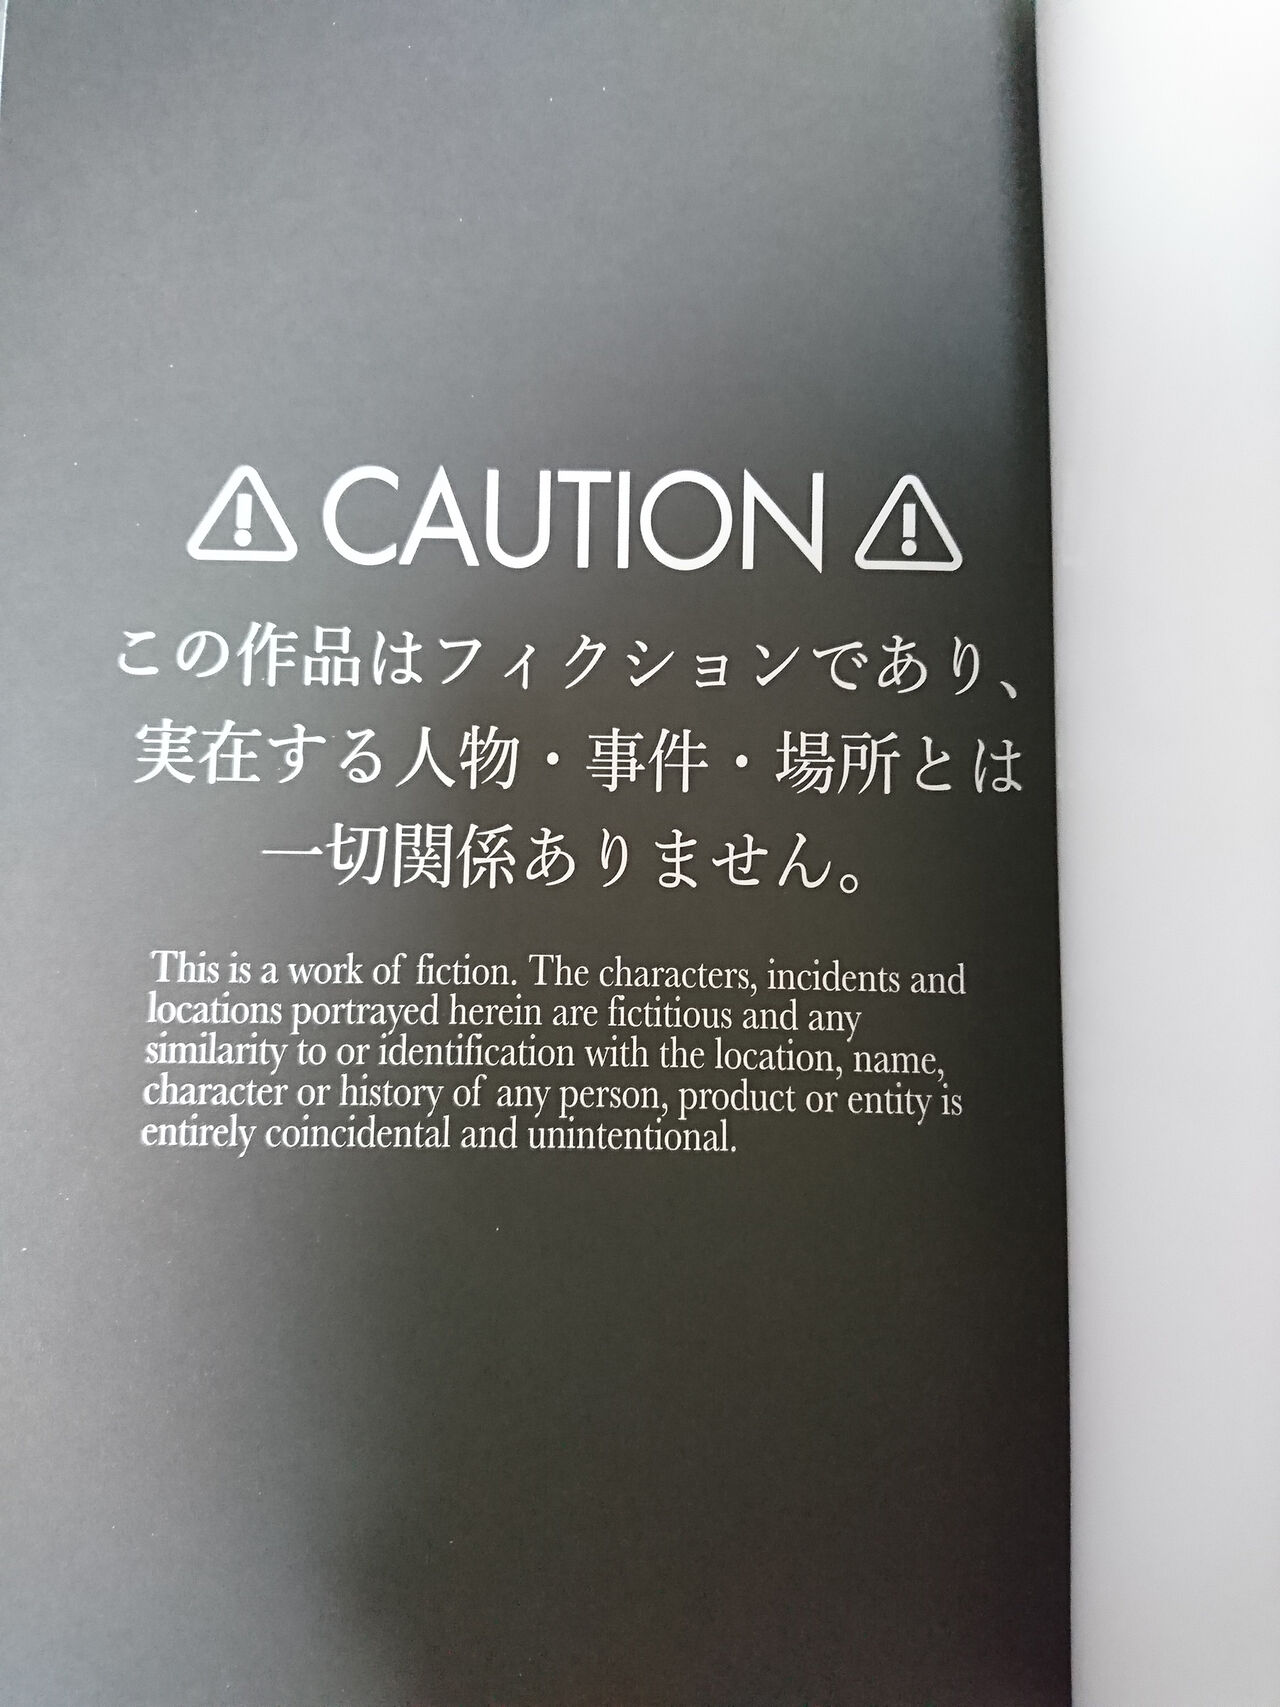 CAUTION
この作品はフィクションであり、
実在する人物・事件・場所とは
一切関係ありません。
This is a work of fiction. The characters, incidents and
locations portrayed herein are fictitious and any
similarity to or identification with the location, name,
character or history of any person, product or entity is
entirely coincidental and unintentional.